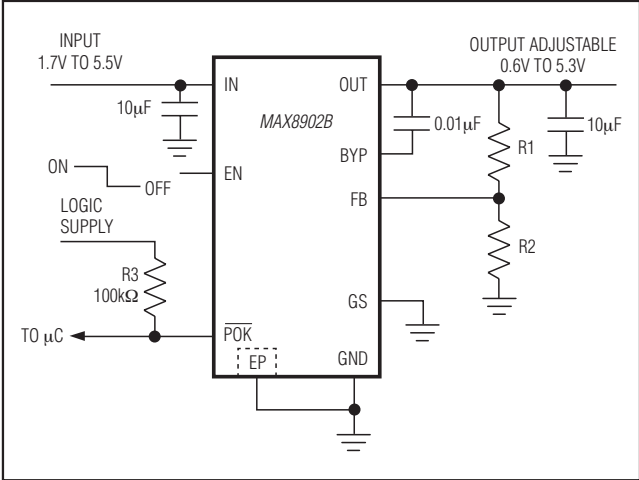 INPUT
1.7V TO 5.5V
OUTPUT ADJUSTABLE
0.6V TO 5.3V
IN
OUT
10µF
MAX8902B
0.01µF
10µF
R1
BYP
ON
OFF
EN
FB
LOGIC
SUPPLY
R2
R3
100kΩ
GS
TO µC
POK
EP
GND